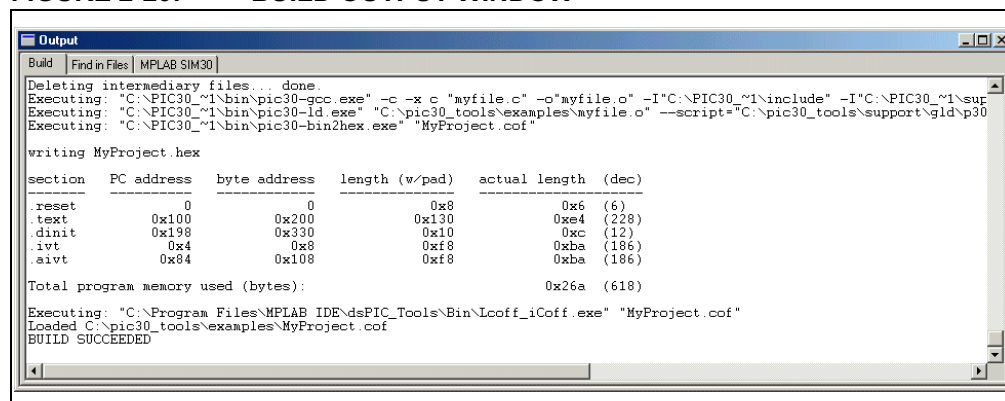 Output
Build Find in Files MPLAB SIM30
Deleting intermediary files... done.
Executing: "C:\PIC30_~1\bin\pic30-gcc.exe" -c -x c "myfile.c" -o"myfile.o" -I"C:\PIC30_~1\include" -I"C:\PIC30_~1\sup
Executing: "C:\PIC30_~1\bin\pic30-ld.exe" "C:\pic30_tools\examples\myfile.o" --script="C:\pic30_tools\support\gld\p30
Executing: "C:\PIC30_~1\bin\pic30-bin2hex.exe" "MyProject.cof"
writing MyProject.hex
section PC address byte address length (w/pad) actual length (dec)
------- ---------- ------------ -------------- --------------------
.reset 0 0 0x8 0x6 (6)
.text 0x100 0x200 0x130 0xe4 (228)
.dinit 0x198 0x330 0x10 0xc (12)
.ivt 0x4 0x8 0xf8 0xba (186)
.aivt 0x84 0x108 0xf8 0xba (186)
Total program memory used (bytes): 0x26a (618)
Executing: "C:\Program Files\MPLAB IDE\dsPIC_Tools\Bin\Lcoff_iCoff.exe" "MyProject.cof"
Loaded C:\pic30_tools\examples\MyProject.cof
BUILD SUCCEEDED